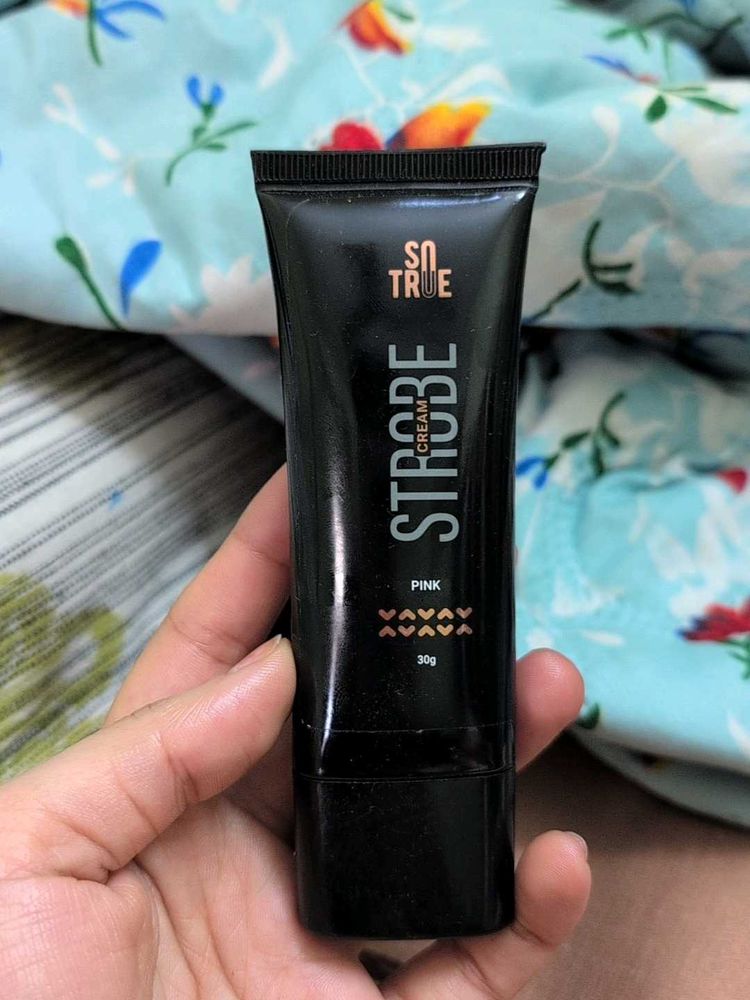 SO
TRUE
STROBE
CREAM
PINK
30g